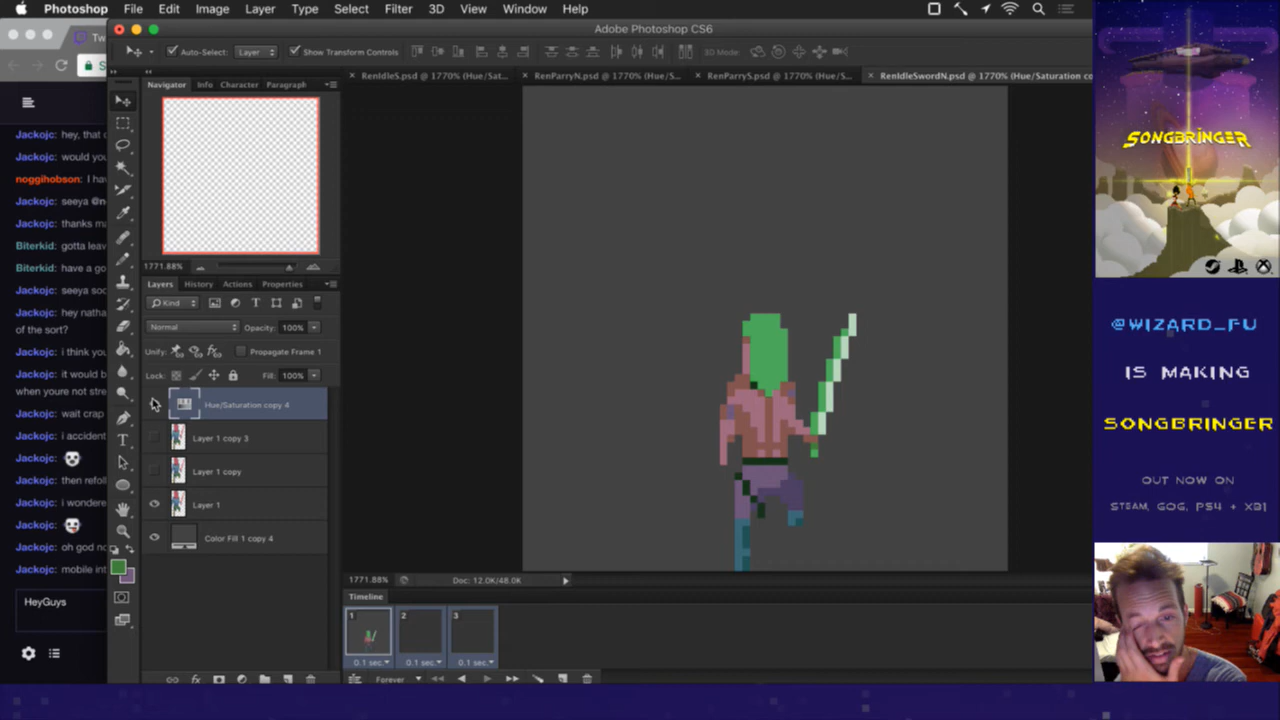 Photoshop File Edit Image Layer Type Select Filter 3D View Window Help
Adobe Photoshop CS6
Auto-Select: Layer Show Transform Controls 3D Mode:
RenIdleS.psd @ 1770% (Hue/Sat...
RenParryN.psd @ 1770% (Hue/S...
RenParryS.psd @ 1770% (Hue/S...
RenIdleSwordN.psd @ 1770% (Hue/Saturation co
Navigator Info Character Paragraph
1771.88%
Layers History Actions Properties
Kind
Normal Opacity: 100%
Unify: Propagate Frame 1
Lock: Fill: 100%
Hue/Saturation copy 4
Layer 1 copy 3
Layer 1 copy
Layer 1
Color Fill 1 copy 4
1771.88% Doc: 12.0K/48.0K
Timeline
1 2 3
0.1 sec. 0.1 sec. 0.1 sec.
Forever
Tw
S
Jackojc: hey, that
Jackojc: would you
noggihobson: I ha
Jackojc: seeya @n
Jackojc: thanks ma
Biterkid: gotta leav
Biterkid: have a go
Jackojc: seeya soo
Jackojc: hey natha
of the sort?
Jackojc: i think you
Jackojc: it would b
when youre not stre
Jackojc: wait crap
Jackojc: i accident
Jackojc:
Jackojc: then refoll
Jackojc: i wondere
Jackojc:
Jackojc: oh god no
Jackojc: mobile int
HeyGuys
SONGBRINGER
@WIZARD_FU
IS MAKING
SONGBRINGER
OUT NOW ON
STEAM, GOG, PS4 + XB1